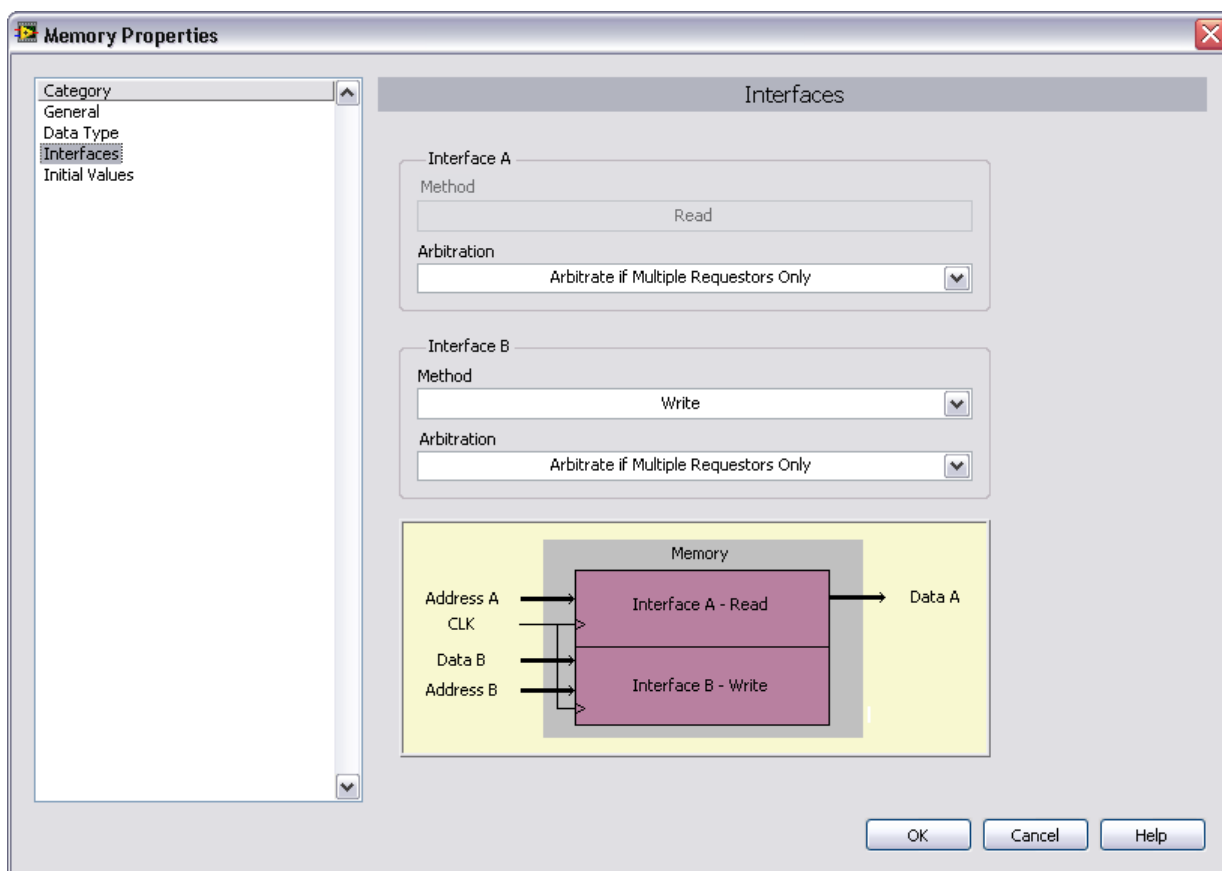 Memory Properties
Category
General
Data Type
Interfaces
Initial Values
Interfaces
Interface A
Method
Read
Arbitration
Arbitrate if Multiple Requestors Only
Interface B
Method
Write
Arbitration
Arbitrate if Multiple Requestors Only
Memory
Address A
Interface A - Read
Data A
CLK
Data B
Interface B - Write
Address B
OK Cancel Help